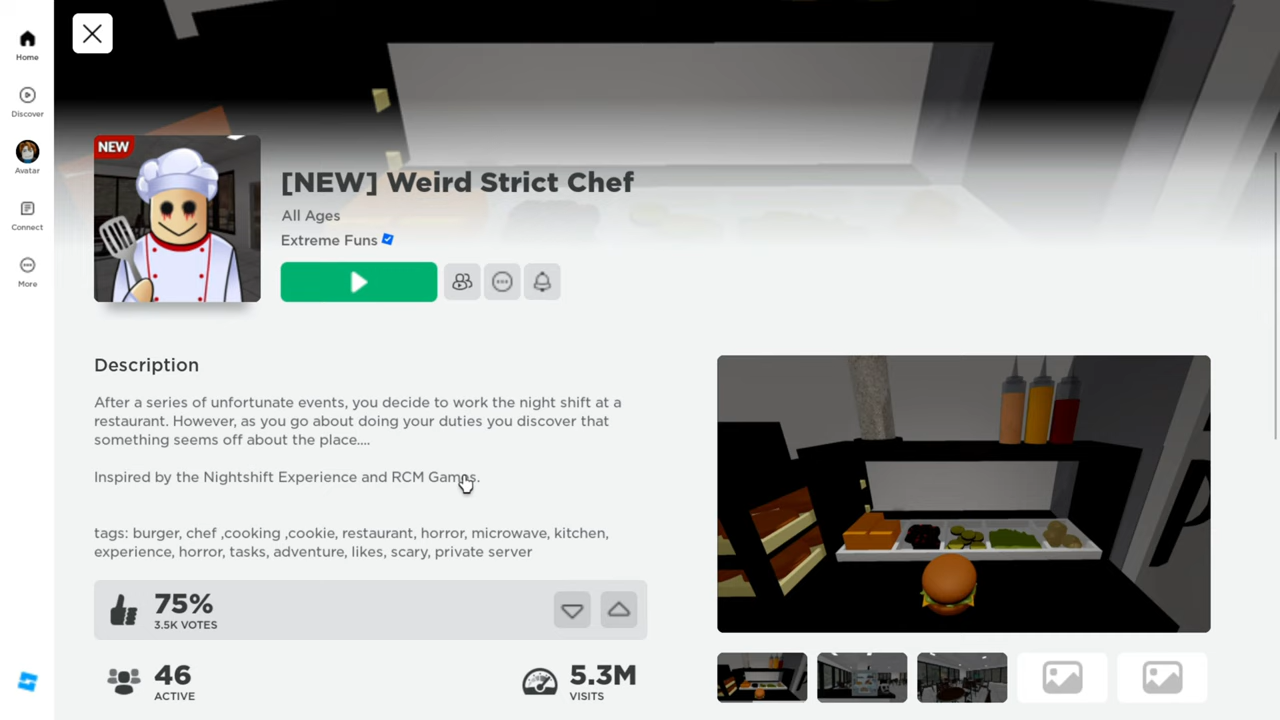 Home
Discover
Avatar
Connect
More
NEW
[NEW] Weird Strict Chef
All Ages
Extreme Funs
Description
After a series of unfortunate events, you decide to work the night shift at a
restaurant. However, as you go about doing your duties you discover that
something seems off about the place....
Inspired by the Nightshift Experience and RCM Games.
tags: burger, chef ,cooking ,cookie, restaurant, horror, microwave, kitchen,
experience, horror, tasks, adventure, likes, scary, private server
75%
3.5K VOTES
46
ACTIVE
5.3M
VISITS